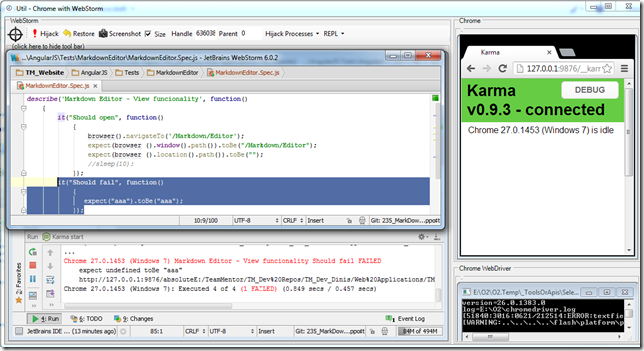 Util - Chrome with WebStorm
WebStorm
Hijack Restore Screenshot Size Handle 636038 Parent 0 Hijack Processes REPL
(click here to hide tool bar)
...\AngularJS\Tests\MarkdownEditor\MarkdownEditor.Spec.js - JetBrains WebStorm 6.0.2
TM_Website AngularJS Tests MarkdownEditor MarkdownEditor.Spec.js
MarkdownEditor.Spec.js
describe('Markdown Editor - View funcionality', function()
{
it("Should open", function()
{
browser().navigateTo('/Markdown/Editor');
expect(browser ().window().path()).toBe("/Markdown/Editor");
expect(browser ().location().path()).toBe("");
//sleep(10);
});
it("Should fail", function()
{
expect("aaa").toBe("aaa");
});
10:9/100 UTF-8 CRLF Insert Git: 235_MarkDow...ppott
Run Karma start
...
Chrome 27.0.1453 (Windows 7) Markdown Editor - View funcionality Should fail FAILED
expect undefined toBe "aaa"
http://127.0.0.1:9876/absoluteE:/TeamMentor/TM_Dev%20Repos/TM_Dev_Dinis/Web%20Applications/TM
Chrome 27.0.1453 (Windows 7): Executed 4 of 4 (1 FAILED) (0.849 secs / 0.457 secs)
2: Favorites
4: Run 6: TODO 9: Changes Event Log
JetBrains IDE ... (13 minutes ago) 85:1 UTF-8 CRLF Insert Git: 235_MarkDow...ppott 84M of 494M
Chrome
Karma
127.0.0.1:9876/__karm
Karma
v0.9.3 - connected
DEBUG
Chrome 27.0.1453 (Windows 7) is idle
Chrome WebDriver
E:\O2\O2.Temp\_ToolsOrApis\Sele...
version=26.0.1383.0
log=E:\O2\chromedriver.log
[51840:3016:0621/212514:ERROR:textfie
[WARNING:..\..\..\..\flash\platform\p